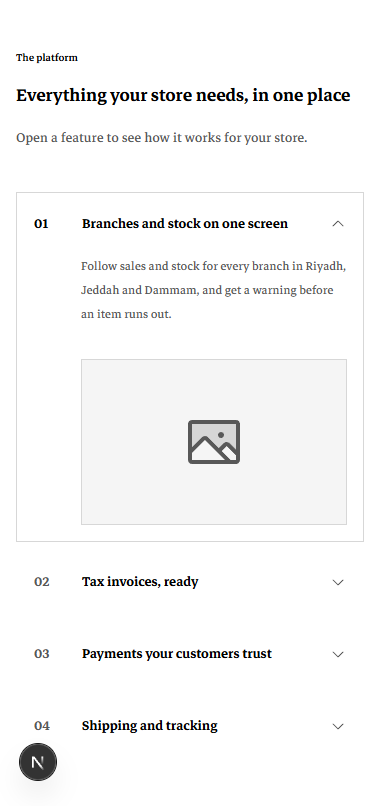 The platform
Everything your store needs, in one place
Open a feature to see how it works for your store.
01
Branches and stock on one screen
Follow sales and stock for every branch in Riyadh,
Jeddah and Dammam, and get a warning before
an item runs out.
02
Tax invoices, ready
03
Payments your customers trust
04
Shipping and tracking
N